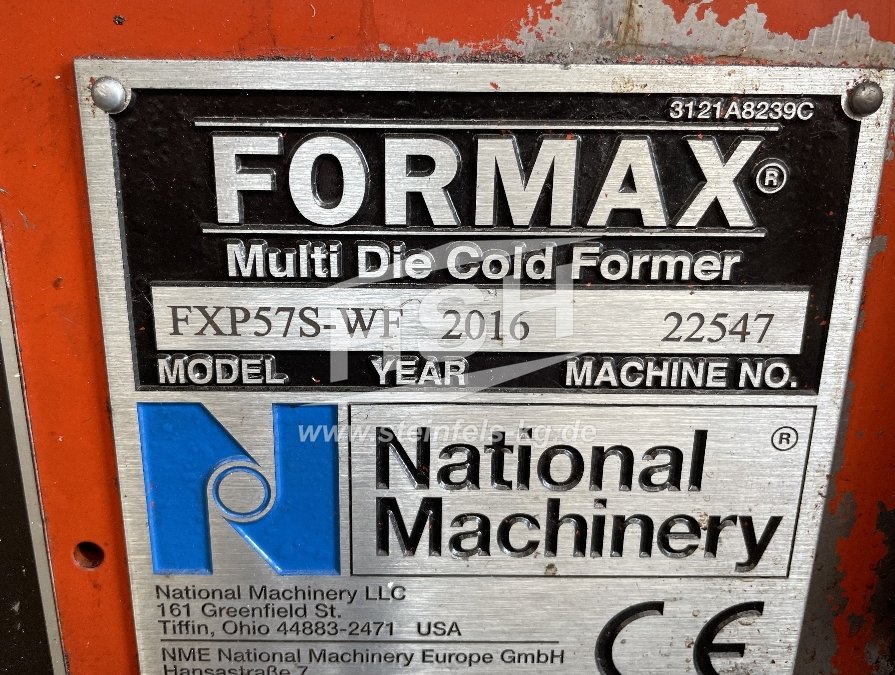 3121A8239C
FORMAX®
Multi Die Cold Former
FXP57S-WF 2016 22547
MODEL YEAR MACHINE NO.
HSH
www.steinfels-kg.de
National ®
Machinery
National Machinery LLC
161 Greenfield St.
Tiffin, Ohio 44883-2471 USA
NME National Machinery Europe GmbH
Hansastraße 7
CE